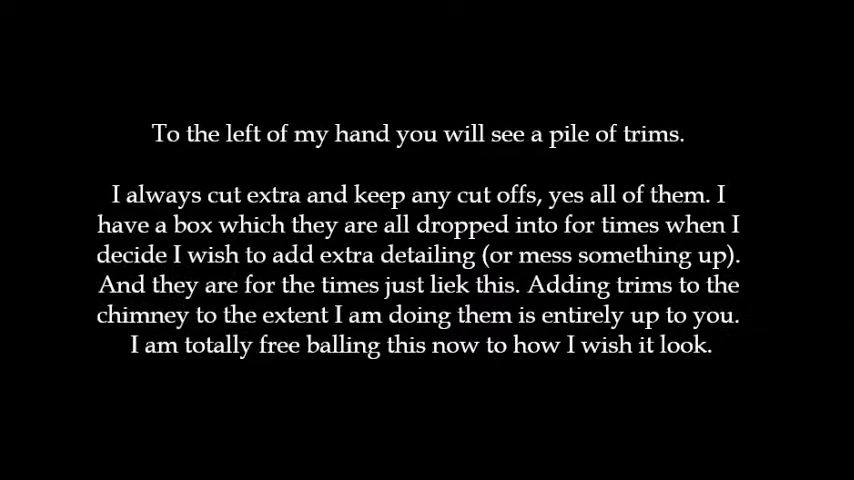 To the left of my hand you will see a pile of trims.
I always cut extra and keep any cut offs, yes all of them. I
have a box which they are all dropped into for times when I
decide I wish to add extra detailing (or mess something up).
And they are for the times just liek this. Adding trims to the
chimney to the extent I am doing them is entirely up to you.
I am totally free balling this now to how I wish it look.